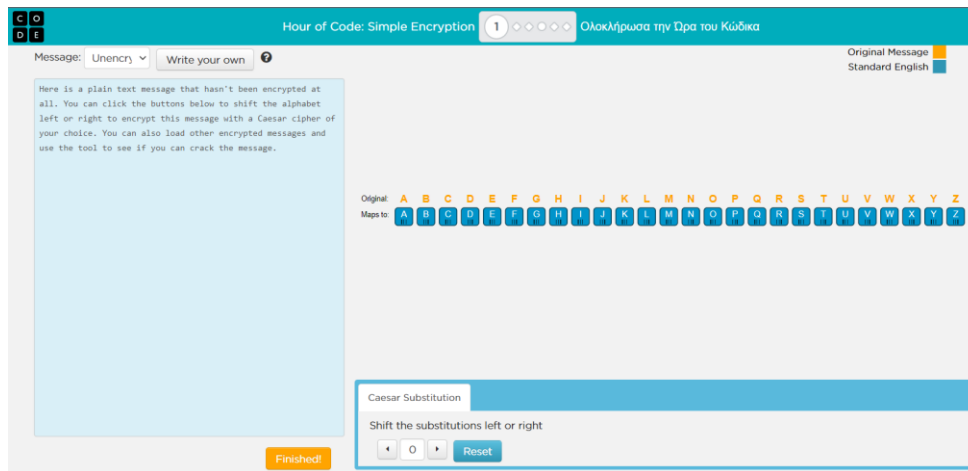 C O
D E
Hour of Code: Simple Encryption 1 Ολοκλήρωσα την Ώρα του Κώδικα
Message: Unency Write your own ?
Original Message
Standard English
Here is a plain text message that hasn't been encrypted at
all. You can click the buttons below to shift the alphabet
left or right to encrypt this message with a Caesar cipher of
your choice. You can also load other encrypted messages and
use the tool to see if you can crack the message.
Original: A B C D E F G H I J K L M N O P Q R S T U V W X Y Z
Maps to: A B C D E F G H I J K L M N O P Q R S T U V W X Y Z
Caesar Substitution
Shift the substitutions left or right
0 Reset
Finished!